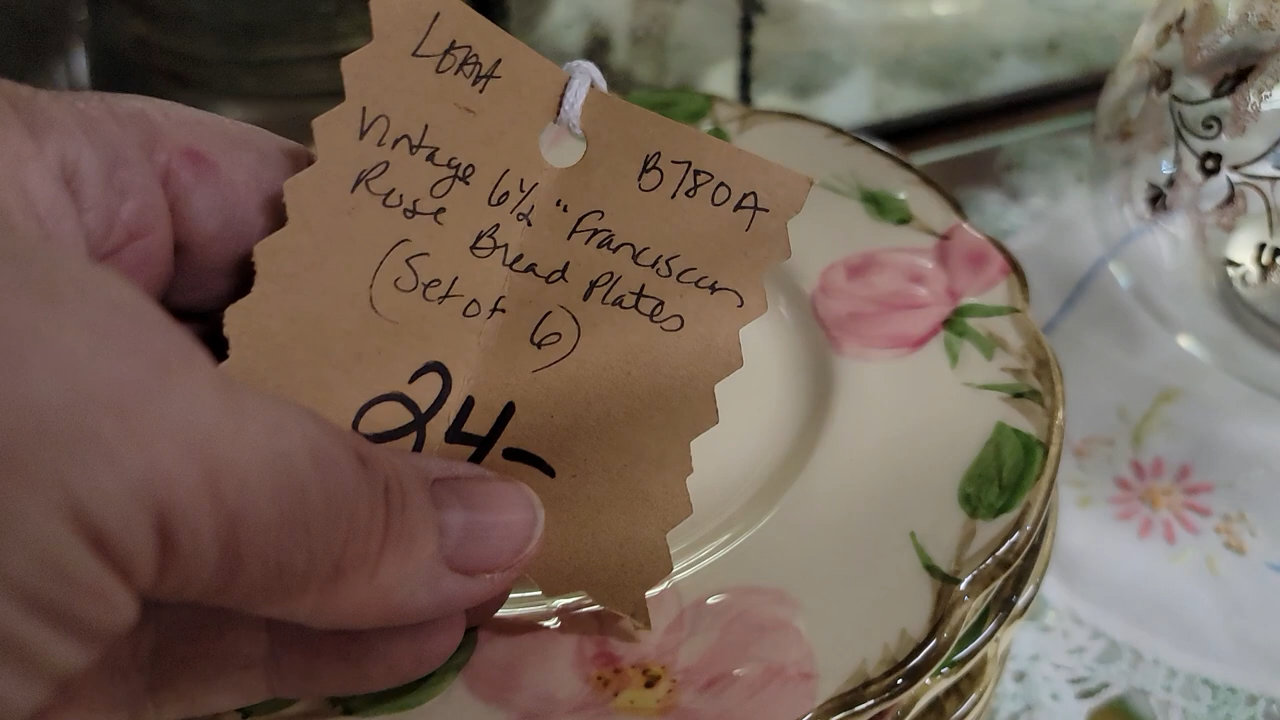 LORA
B780A
Vintage 6½" Franciscan
Rose Bread Plates
(Set of 6)
24-